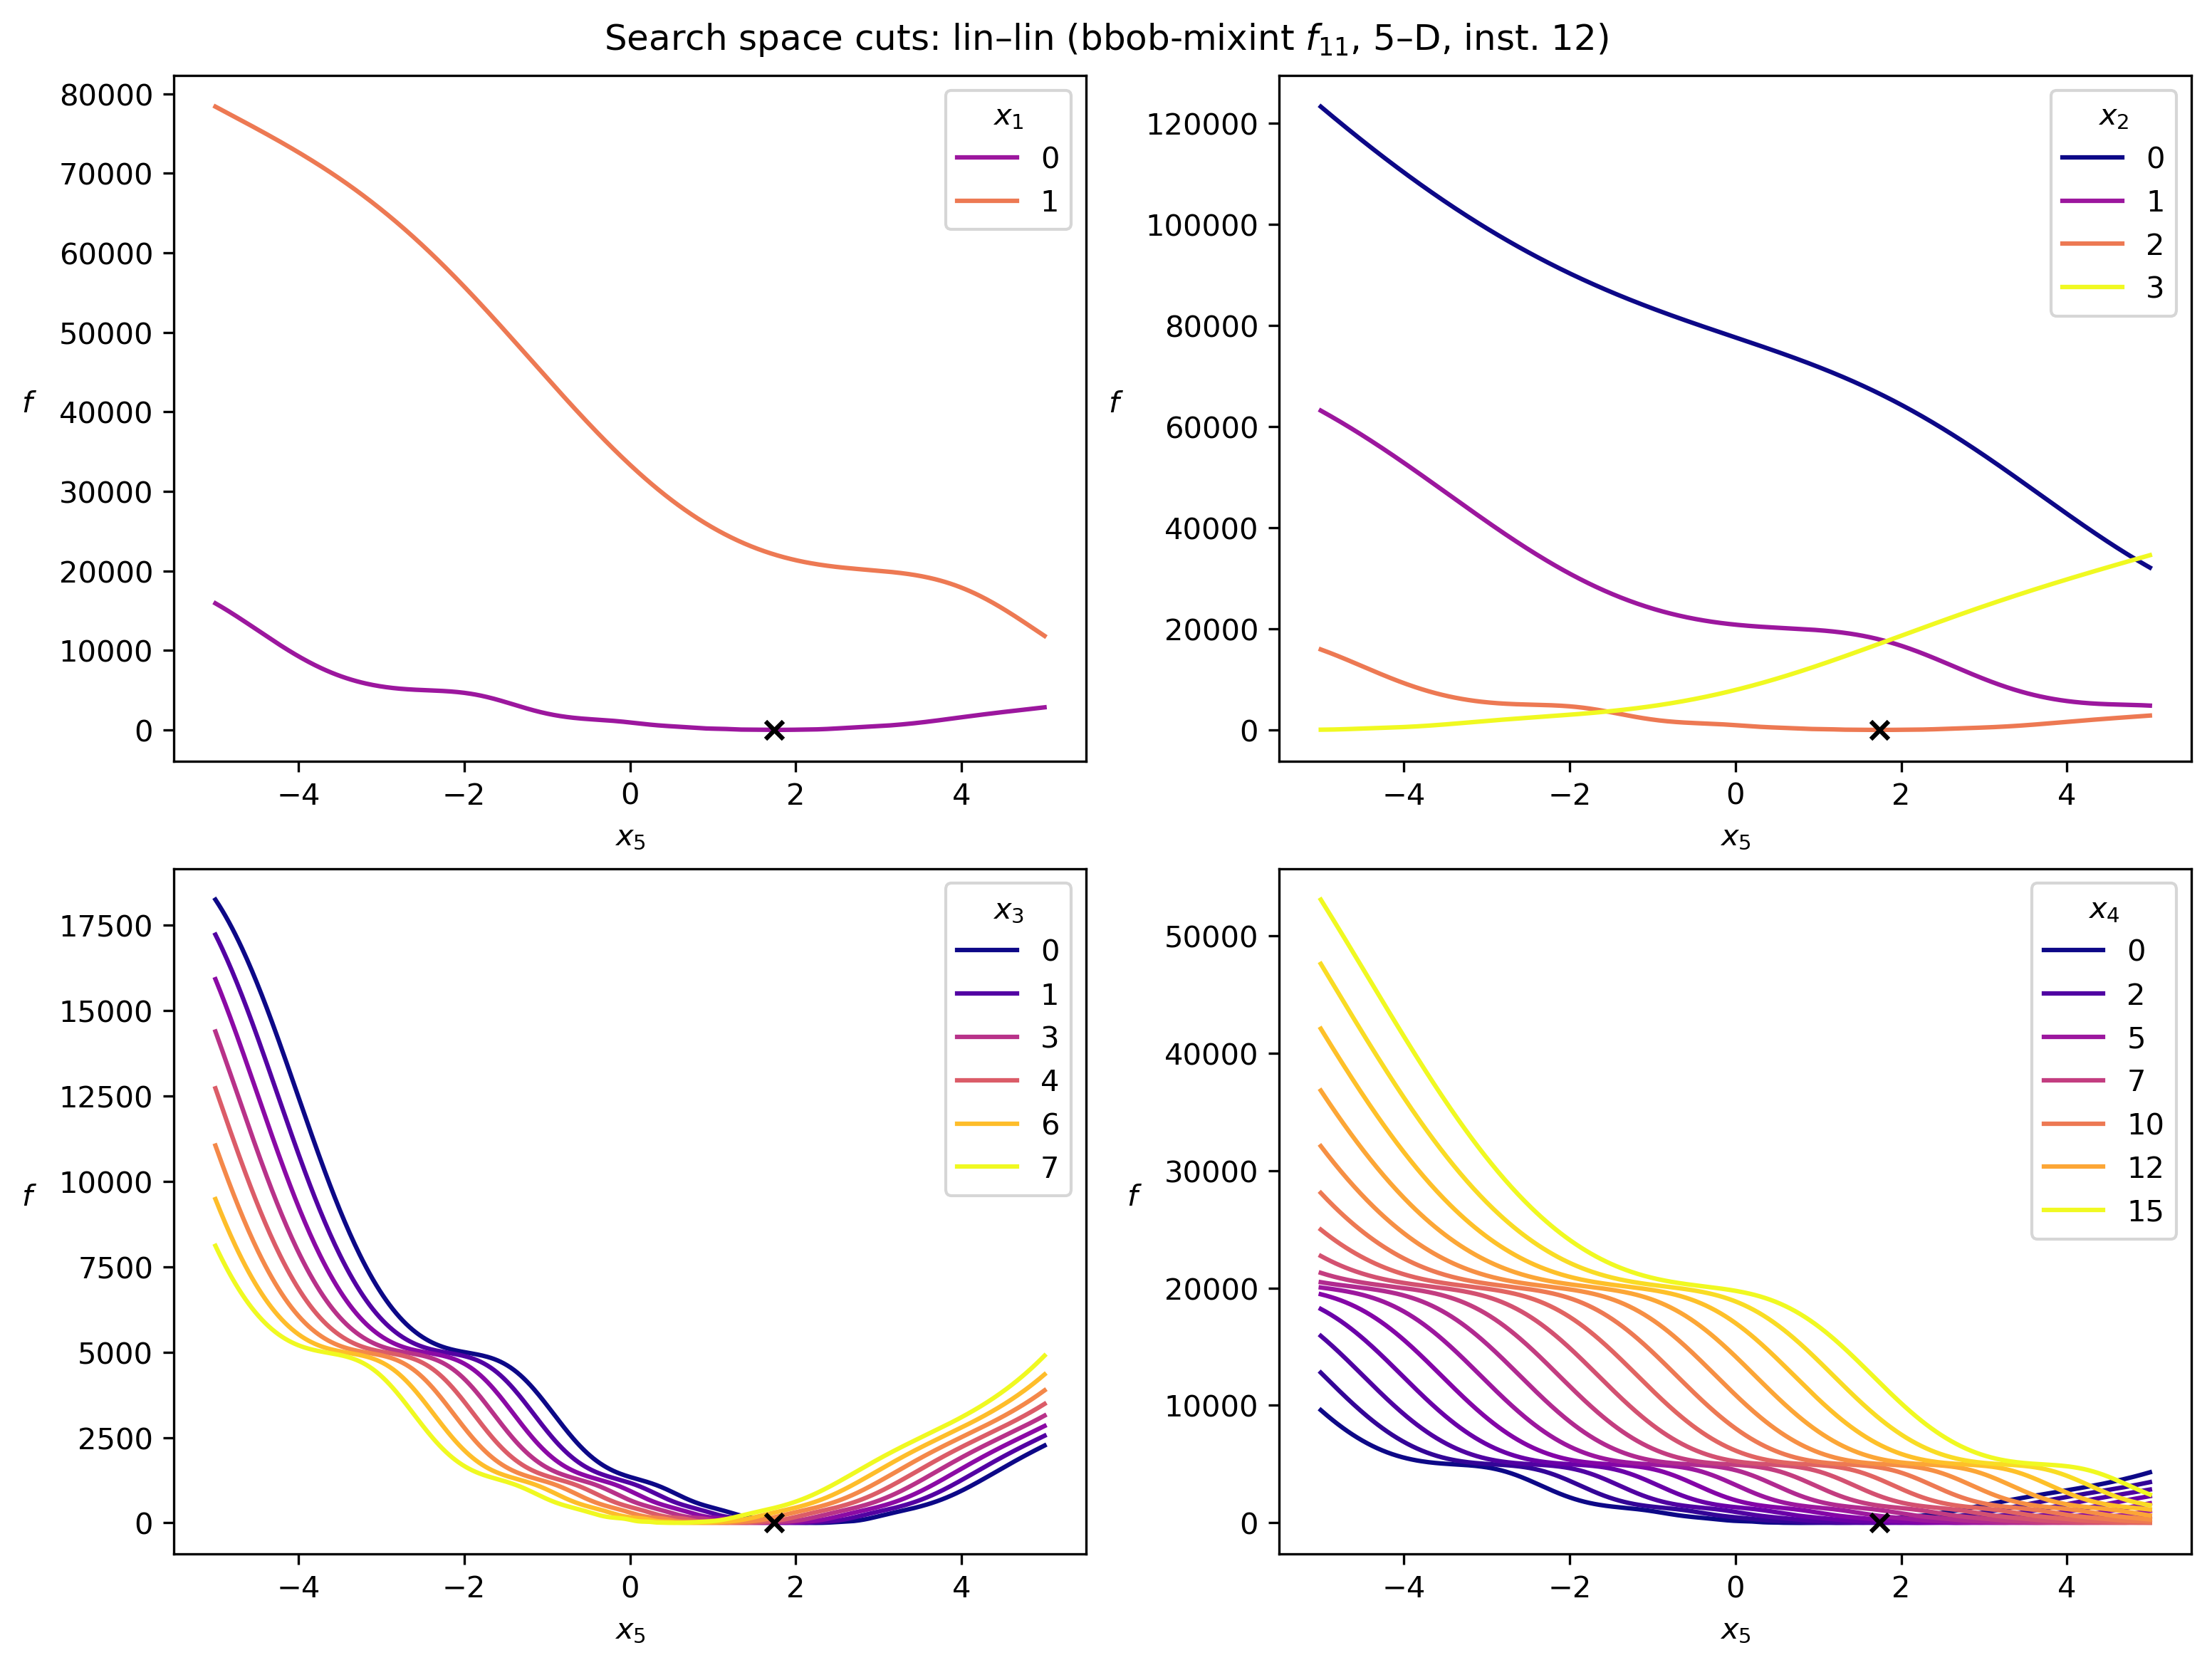 Search space cuts: lin–lin (bbob-mixint f₁₁, 5–D, inst. 12)
80000
70000
60000
50000
40000
30000
20000
10000
0
f
−4 −2 0 2 4
x₅
x₁
0
1
120000
100000
80000
60000
40000
20000
0
f
−4 −2 0 2 4
x₅
x₂
0
1
2
3
17500
15000
12500
10000
7500
5000
2500
0
f
−4 −2 0 2 4
x₅
x₃
0
1
3
4
6
7
50000
40000
30000
20000
10000
0
f
−4 −2 0 2 4
x₅
x₄
0
2
5
7
10
12
15